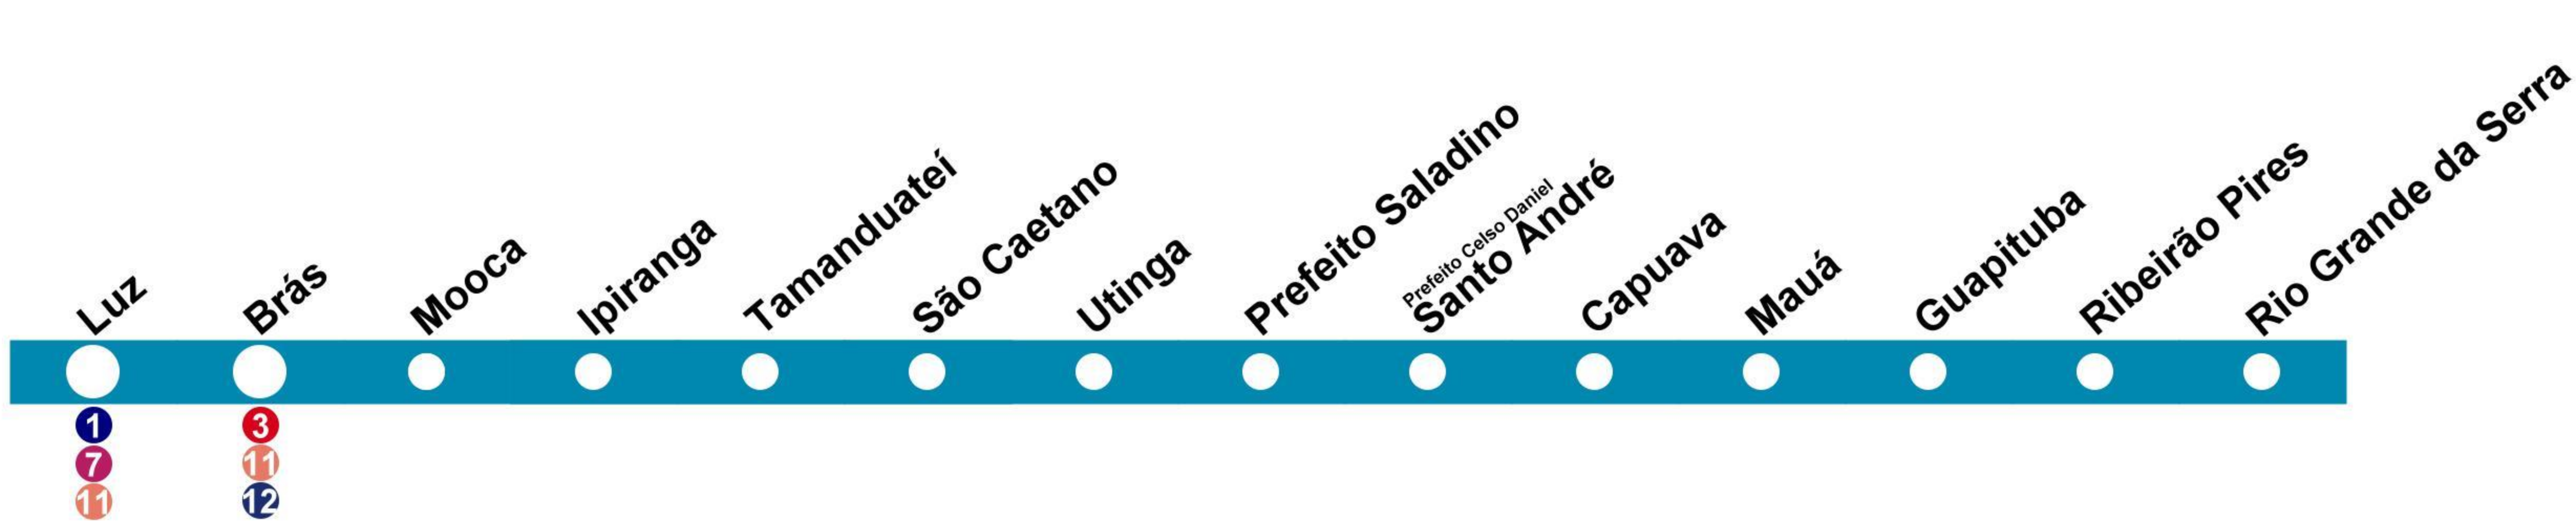 Luz
Brás
Mooca
Ipiranga
Tamanduateí
São Caetano
Utinga
Prefeito Saladino
Prefeito Celso Daniel
Santo André
Capuava
Mauá
Guapituba
Ribeirão Pires
Rio Grande da Serra
1
7
11
3
11
12